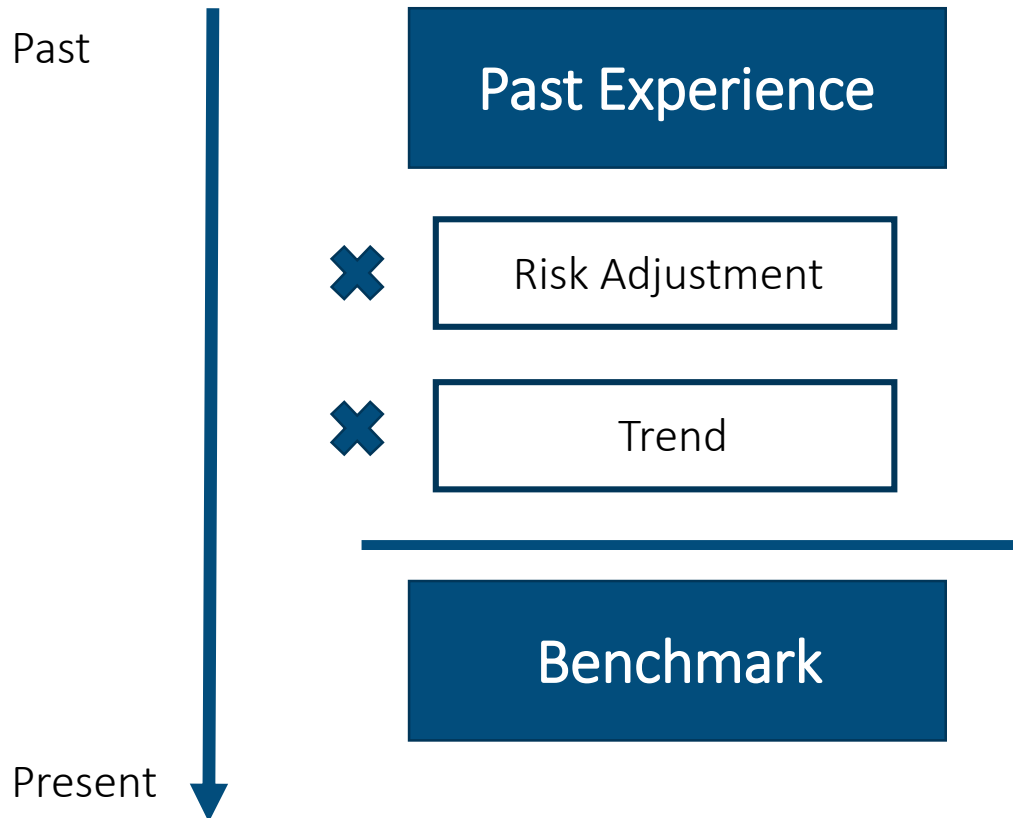 Past
Past Experience
Risk Adjustment
Trend
Benchmark
Present